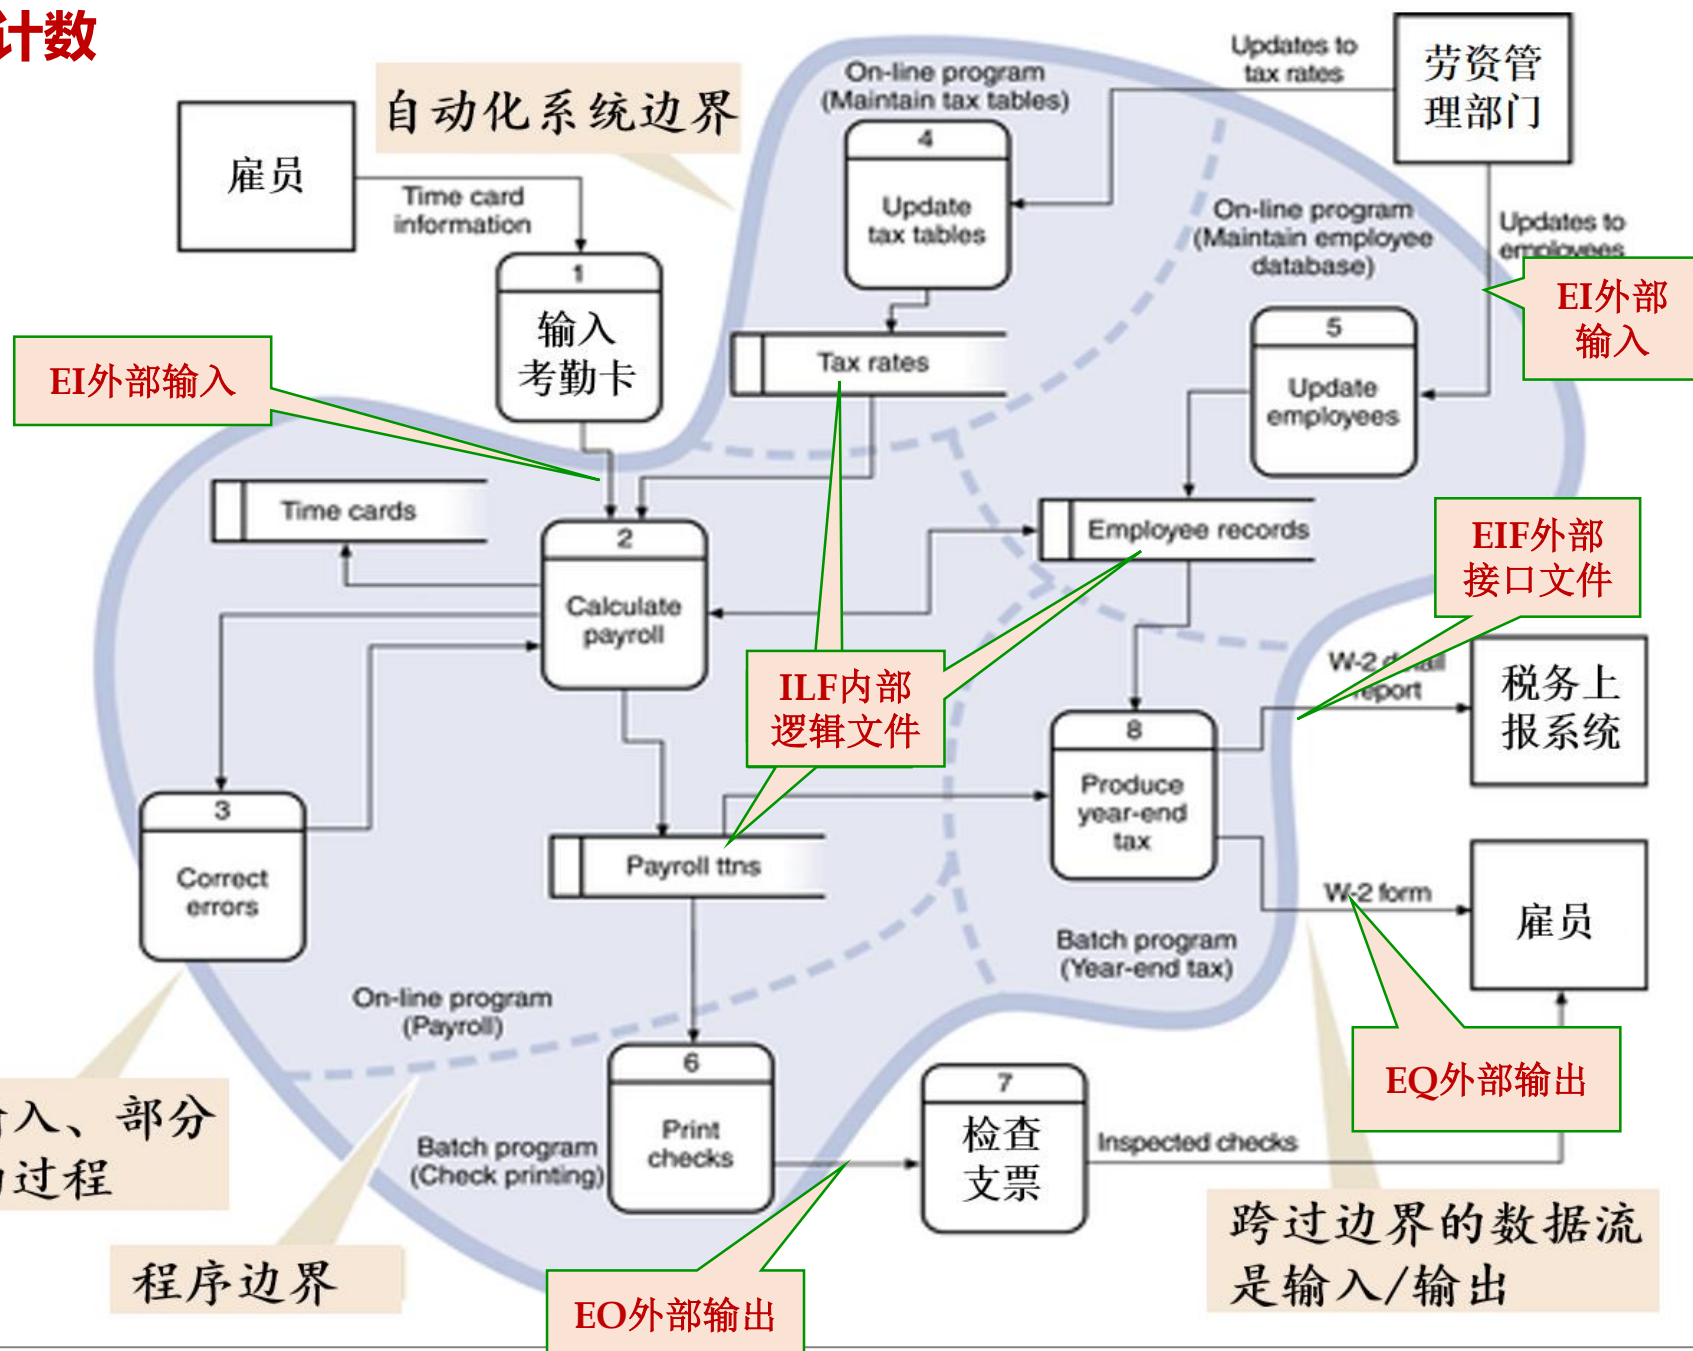 计数
自动化系统边界
雇员
Time card
information
1
输入
考勤卡
EI外部输入
On-line program
(Maintain tax tables)
4
Update
tax tables
Updates to
tax rates
劳资管
理部门
On-line program
(Maintain employee
database)
Updates to
employees
EI外部
输入
5
Update
employees
Tax rates
Time cards
2
Calculate
payroll
Employee records
EIF外部
接口文件
ILF内部
逻辑文件
W-2 detail
report
税务上
报系统
8
Produce
year-end
tax
3
Correct
errors
Payroll ttns
W-2 form
雇员
Batch program
(Year-end tax)
On-line program
(Payroll)
EQ外部输出
6
Print
checks
Batch program
(Check printing)
7
检查
支票
Inspected checks
入、部分
过程
程序边界
EO外部输出
跨过边界的数据流
是输入/输出